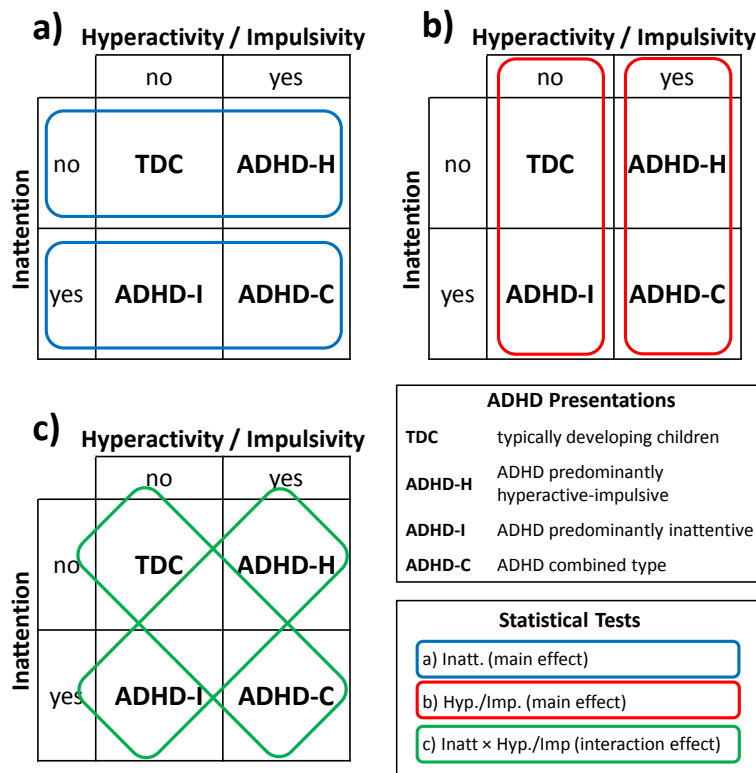 a)
Hyperactivity / Impulsivity
no yes
Inattention
no TDC ADHD-H
yes ADHD-I ADHD-C
b)
Hyperactivity / Impulsivity
no yes
Inattention
no TDC ADHD-H
yes ADHD-I ADHD-C
c)
Hyperactivity / Impulsivity
no yes
Inattention
no TDC ADHD-H
yes ADHD-I ADHD-C
ADHD Presentations
TDC typically developing children
ADHD-H ADHD predominantly
hyperactive-impulsive
ADHD-I ADHD predominantly inattentive
ADHD-C ADHD combined type
Statistical Tests
a) Inatt. (main effect)
b) Hyp./Imp. (main effect)
c) Inatt × Hyp./Imp (interaction effect)